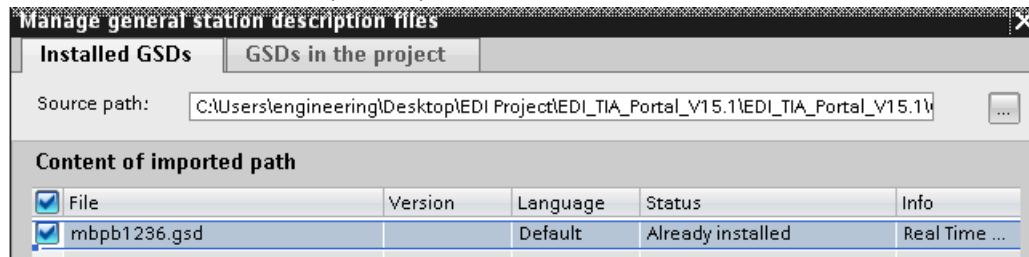 Manage general station description files
Installed GSDs GSDs in the project
Source path: C:\Users\engineering\Desktop\EDI Project\EDI_TIA_Portal_V15.1\EDI_TIA_Portal_V15.1\ ...
Content of imported path
File Version Language Status Info
mbpb1236.gsd Default Already installed Real Time ...